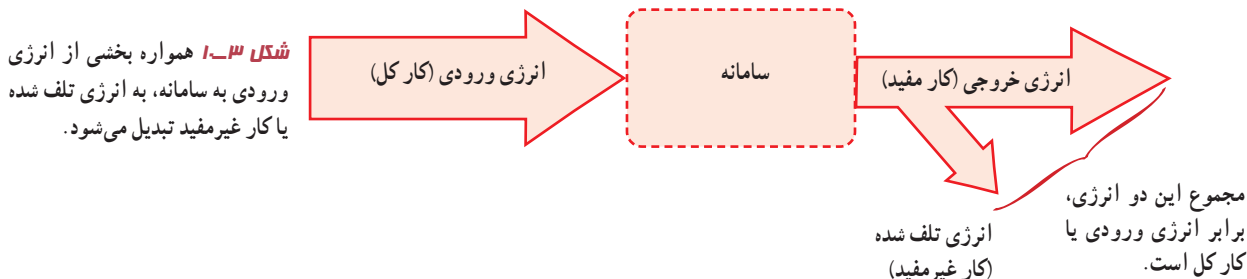 شکل ۳ــ۱۰ همواره بخشی از انرژی
ورودی به سامانه، به انرژی تلف شده
یا کار غیرمفید تبدیل می‌شود.
انرژی ورودی (کار کل)
سامانه
انرژی خروجی (کار مفید)
انرژی تلف شده
(کار غیرمفید)
مجموع این دو انرژی،
برابر انرژی ورودی یا
کار کل است.